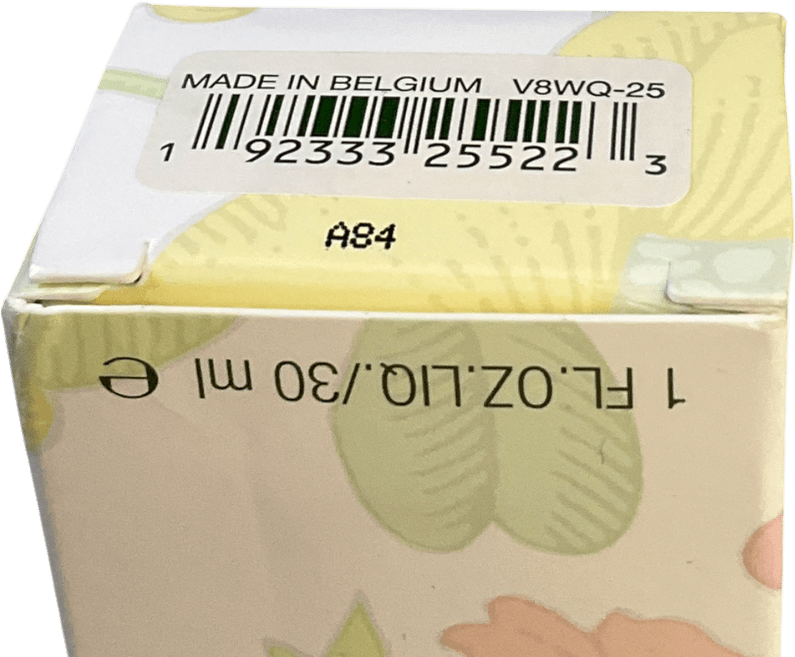 MADE IN BELGIUM V8WQ-25
1 92333 25522 3
A84
1 FL.OZ.LIQ./30 ml e